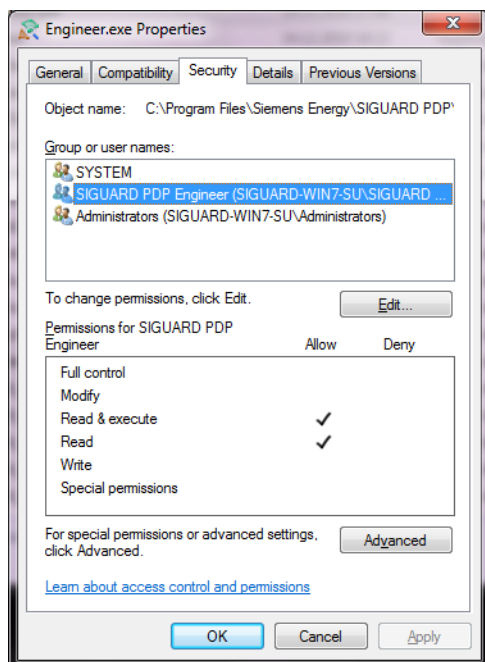 Engineer.exe Properties
General Compatibility Security Details Previous Versions
Object name: C:\Program Files\Siemens Energy\SIGUARD PDP\
Group or user names:
SYSTEM
SIGUARD PDP Engineer (SIGUARD-WIN7-SU\SIGUARD ...
Administrators (SIGUARD-WIN7-SU\Administrators)
To change permissions, click Edit.
Edit...
Permissions for SIGUARD PDP
Engineer Allow Deny
Full control
Modify
Read & execute
Read
Write
Special permissions
For special permissions or advanced settings,
click Advanced.
Advanced
Learn about access control and permissions
OK Cancel Apply